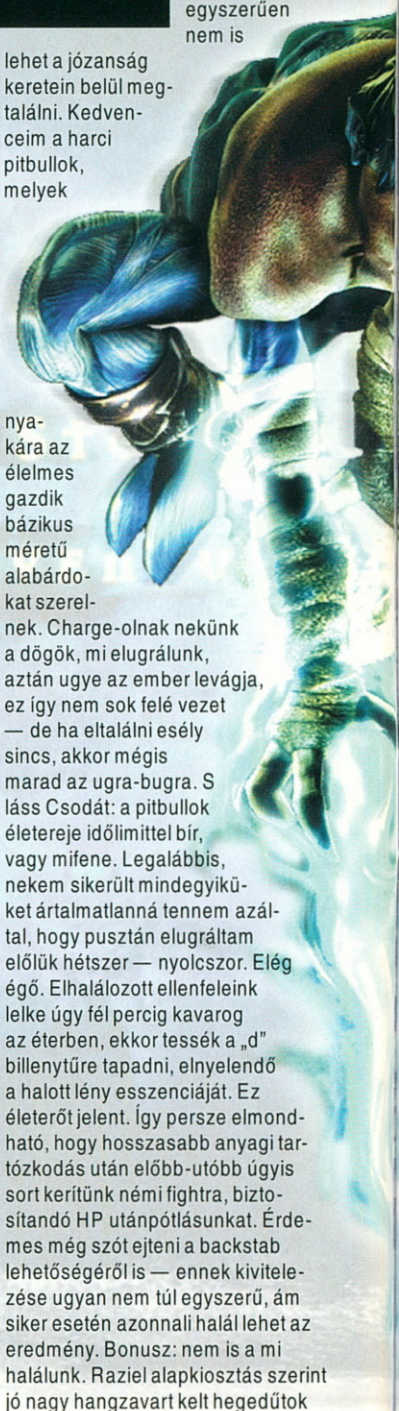 egyszerűen
nem is
lehet a józanság
keretein belül meg-
találni. Kedven-
ceim a harci
pitbullok,
melyek
nya-
kára az
élelmes
gazdik
bázikus
méretű
alabárdo-
kat szerel-
nek. Charge-olnak nekünk
a dögök, mi elugrálunk,
aztán ugye az ember levágja,
ez így nem sok felé vezet
— de ha eltalálni esély
sincs, akkor mégis
marad az ugra-bugra. S
láss Csodát: a pitbullok
életereje időlimittel bír,
vagy mifene. Legalábbis,
nekem sikerült mindegyikü-
ket ártalmatlanná tennem azál-
tal, hogy pusztán elugráltam
előlük hétszer — nyolcszor. Elég
égő. Elhalálozott ellenfeleink
lelke úgy fél percig kavarog
az éterben, ekkor tessék a „d”
billenytűre tapadni, elnyelendő
a halott lény esszenciáját. Ez
életerőt jelent. Így persze elmond-
ható, hogy hosszasabb anyagi tar-
tózkodás után előbb-utóbb úgyis
sort kerítünk némi fightra, bizto-
sítandó HP utánpótlásunkat. Érde-
mes még szót ejteni a backstab
lehetőségéről is — ennek kivitele-
zése ugyan nem túl egyszerű, ám
siker esetén azonnali halál lehet az
eredmény. Bonusz: nem is a mi
halálunk. Raziel alapkiosztás szerint
jó nagy hangzavart kelt hegedűtok